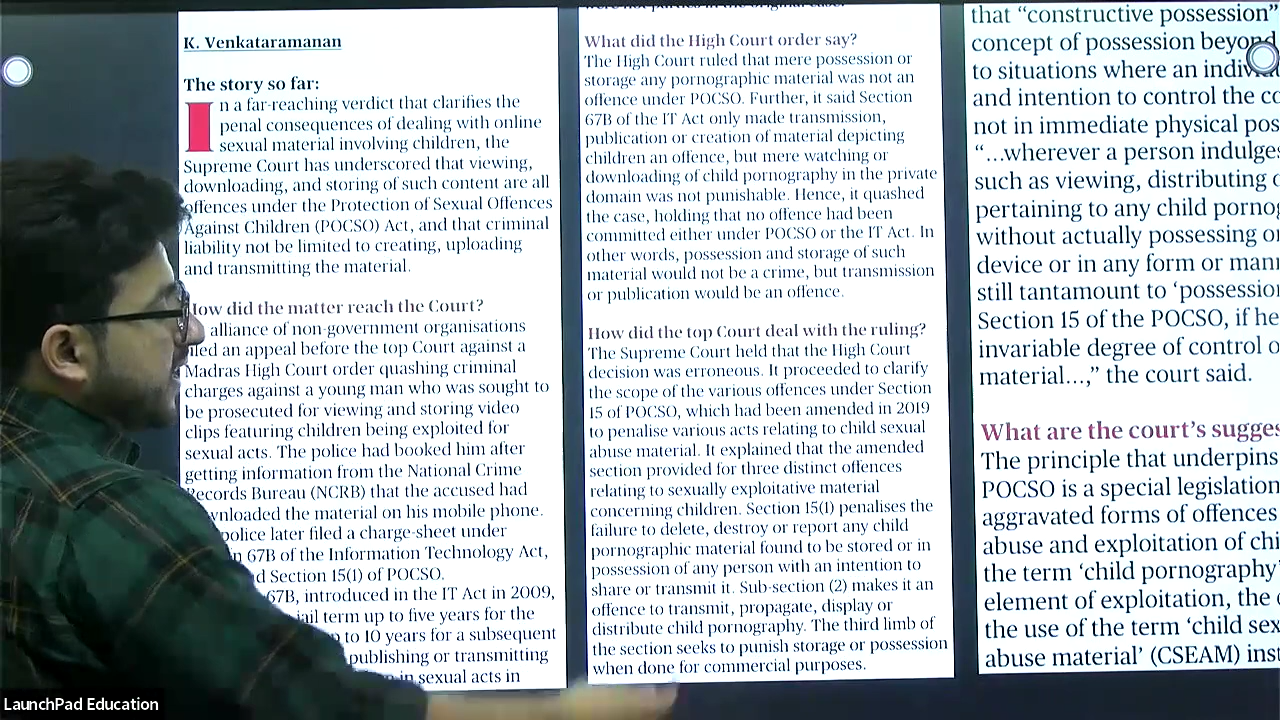 K. Venkataramanan
The story so far:
In a far-reaching verdict that clarifies the
penal consequences of dealing with online
sexual material involving children, the
Supreme Court has underscored that viewing,
downloading, and storing of such content are all
offences under the Protection of Sexual Offences
Against Children (POCSO) Act, and that criminal
liability not be limited to creating, uploading
and transmitting the material.
How did the matter reach the Court?
alliance of non-government organisations
filed an appeal before the top Court against a
Madras High Court order quashing criminal
charges against a young man who was sought to
be prosecuted for viewing and storing video
clips featuring children being exploited for
sexual acts. The police had booked him after
getting information from the National Crime
Records Bureau (NCRB) that the accused had
downloaded the material on his mobile phone.
police later filed a charge-sheet under
67B of the Information Technology Act,
Section 15(1) of POCSO.
67B, introduced in the IT Act in 2009,
jail term up to five years for the
to 10 years for a subsequent
publishing or transmitting
in sexual acts in
were not parties in the original case.
What did the High Court order say?
The High Court ruled that mere possession or
storage any pornographic material was not an
offence under POCSO. Further, it said Section
67B of the IT Act only made transmission,
publication or creation of material depicting
children an offence, but mere watching or
downloading of child pornography in the private
domain was not punishable. Hence, it quashed
the case, holding that no offence had been
committed either under POCSO or the IT Act. In
other words, possession and storage of such
material would not be a crime, but transmission
or publication would be an offence.
How did the top Court deal with the ruling?
The Supreme Court held that the High Court
decision was erroneous. It proceeded to clarify
the scope of the various offences under Section
15 of POCSO, which had been amended in 2019
to penalise various acts relating to child sexual
abuse material. It explained that the amended
section provided for three distinct offences
relating to sexually exploitative material
concerning children. Section 15(1) penalises the
failure to delete, destroy or report any child
pornographic material found to be stored or in
possession of any person with an intention to
share or transmit it. Sub-section (2) makes it an
offence to transmit, propagate, display or
distribute child pornography. The third limb of
the section seeks to punish storage or possession
when done for commercial purposes.
that “constructive possession”
concept of possession beyond
to situations where an
and intention to control the
not in immediate physical
“...wherever a person
such as viewing, distributing
pertaining to any child
without actually possessing
device or in any form or
still tantamount to
Section 15 of the POCSO, if he
invariable degree of control
material...,” the court said.
What are the court’s
The principle that underpins
POCSO is a special legislation
aggravated forms of offences
abuse and exploitation of
the term ‘child pornography’
element of exploitation, the
the use of the term ‘child
abuse material’ (CSEAM)
LaunchPad Education